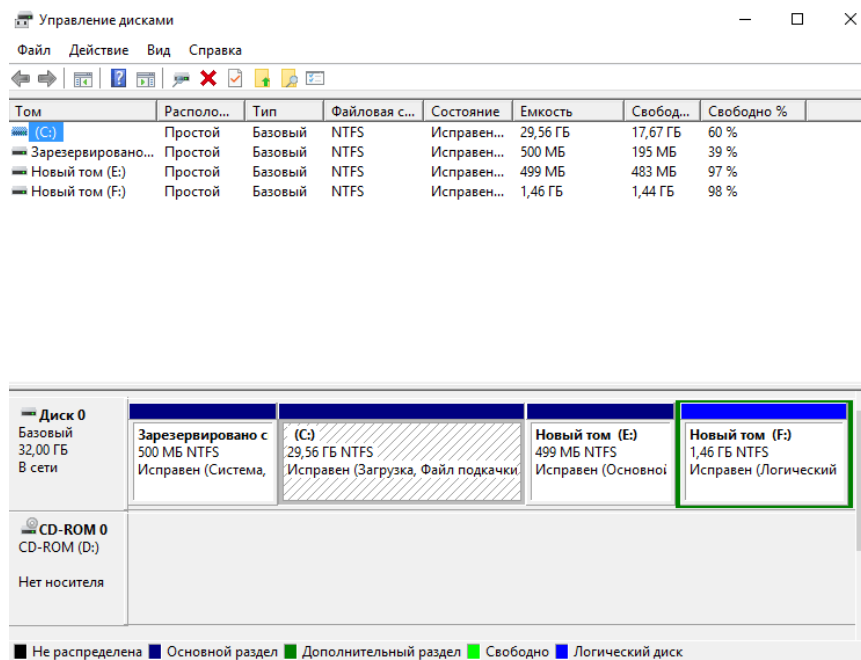 Управление дисками
Файл Действие Вид Справка
Том Располо... Тип Файловая с... Состояние Емкость Свобод... Свободно %
(C:) Простой Базовый NTFS Исправен... 29,56 ГБ 17,67 ГБ 60 %
Зарезервировано... Простой Базовый NTFS Исправен... 500 МБ 195 МБ 39 %
Новый том (E:) Простой Базовый NTFS Исправен... 499 МБ 483 МБ 97 %
Новый том (F:) Простой Базовый NTFS Исправен... 1,46 ГБ 1,44 ГБ 98 %
Диск 0
Базовый
32,00 ГБ
В сети
Зарезервировано с
500 МБ NTFS
Исправен (Система,
(C:)
29,56 ГБ NTFS
Исправен (Загрузка, Файл подкачки
Новый том (E:)
499 МБ NTFS
Исправен (Основной
Новый том (F:)
1,46 ГБ NTFS
Исправен (Логический
CD-ROM 0
CD-ROM (D:)
Нет носителя
Не распределена Основной раздел Дополнительный раздел Свободно Логический диск